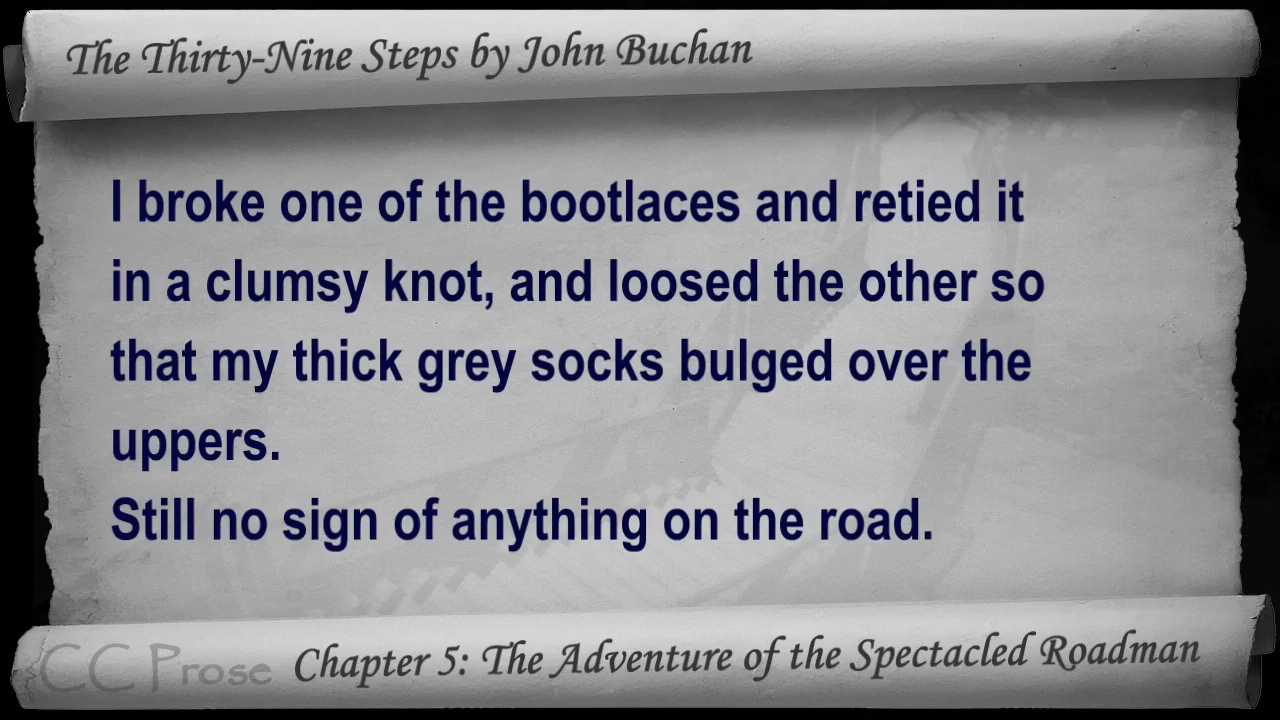 The Thirty-Nine Steps by John Buchan
I broke one of the bootlaces and retied it
in a clumsy knot, and loosed the other so
that my thick grey socks bulged over the
uppers.
Still no sign of anything on the road.
CC Prose
Chapter 5: The Adventure of the Spectacled Roadman